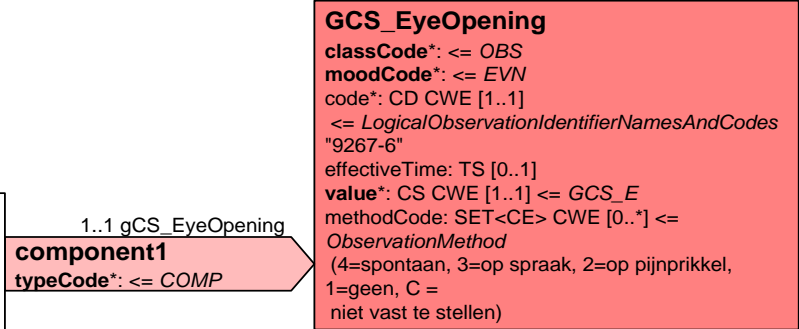 GCS_EyeOpening
classCode*: <= OBS
moodCode*: <= EVN
code*: CD CWE [1..1]
<= LogicalObservationIdentifierNamesAndCodes
"9267-6"
effectiveTime: TS [0..1]
value*: CS CWE [1..1] <= GCS_E
methodCode: SET<CE> CWE [0..*] <=
ObservationMethod
(4=spontaan, 3=op spraak, 2=op pijnprikkel,
1=geen, C =
niet vast te stellen)
1..1 gCS_EyeOpening
component1
typeCode*: <= COMP